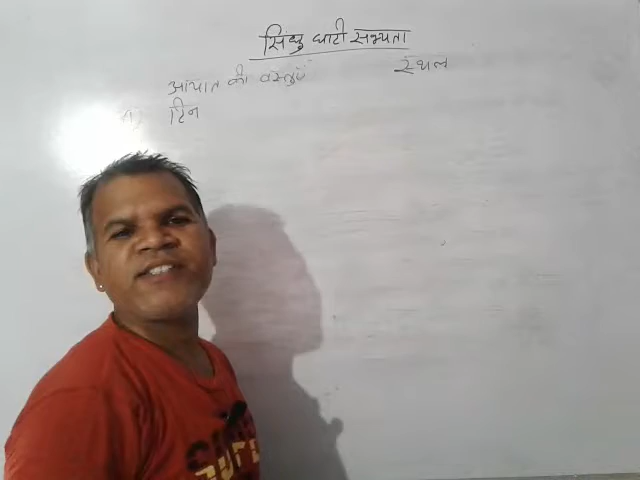 सिन्धु घाटी सभ्यता
आयात की वस्तुएँ स्थल
1) टिन